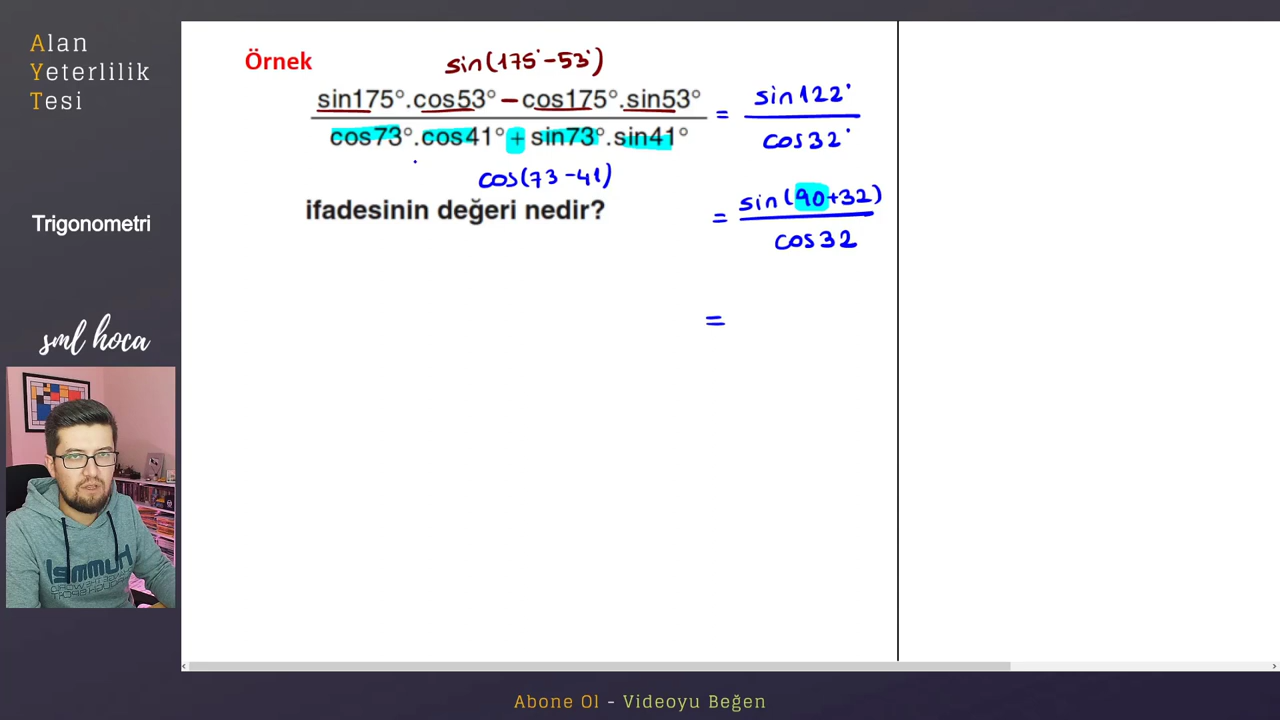 Alan
Yeterlilik
Tesi
Trigonometri
sml hoca
Örnek
sin(175°-53°)
sin175°.cos53° - cos175°.sin53°
cos73°.cos41° + sin73°.sin41°
cos(73-41)
ifadesinin değeri nedir?
= sin122°
cos32°
= sin(90+32)
cos32
=
Abone Ol - Videoyu Beğen